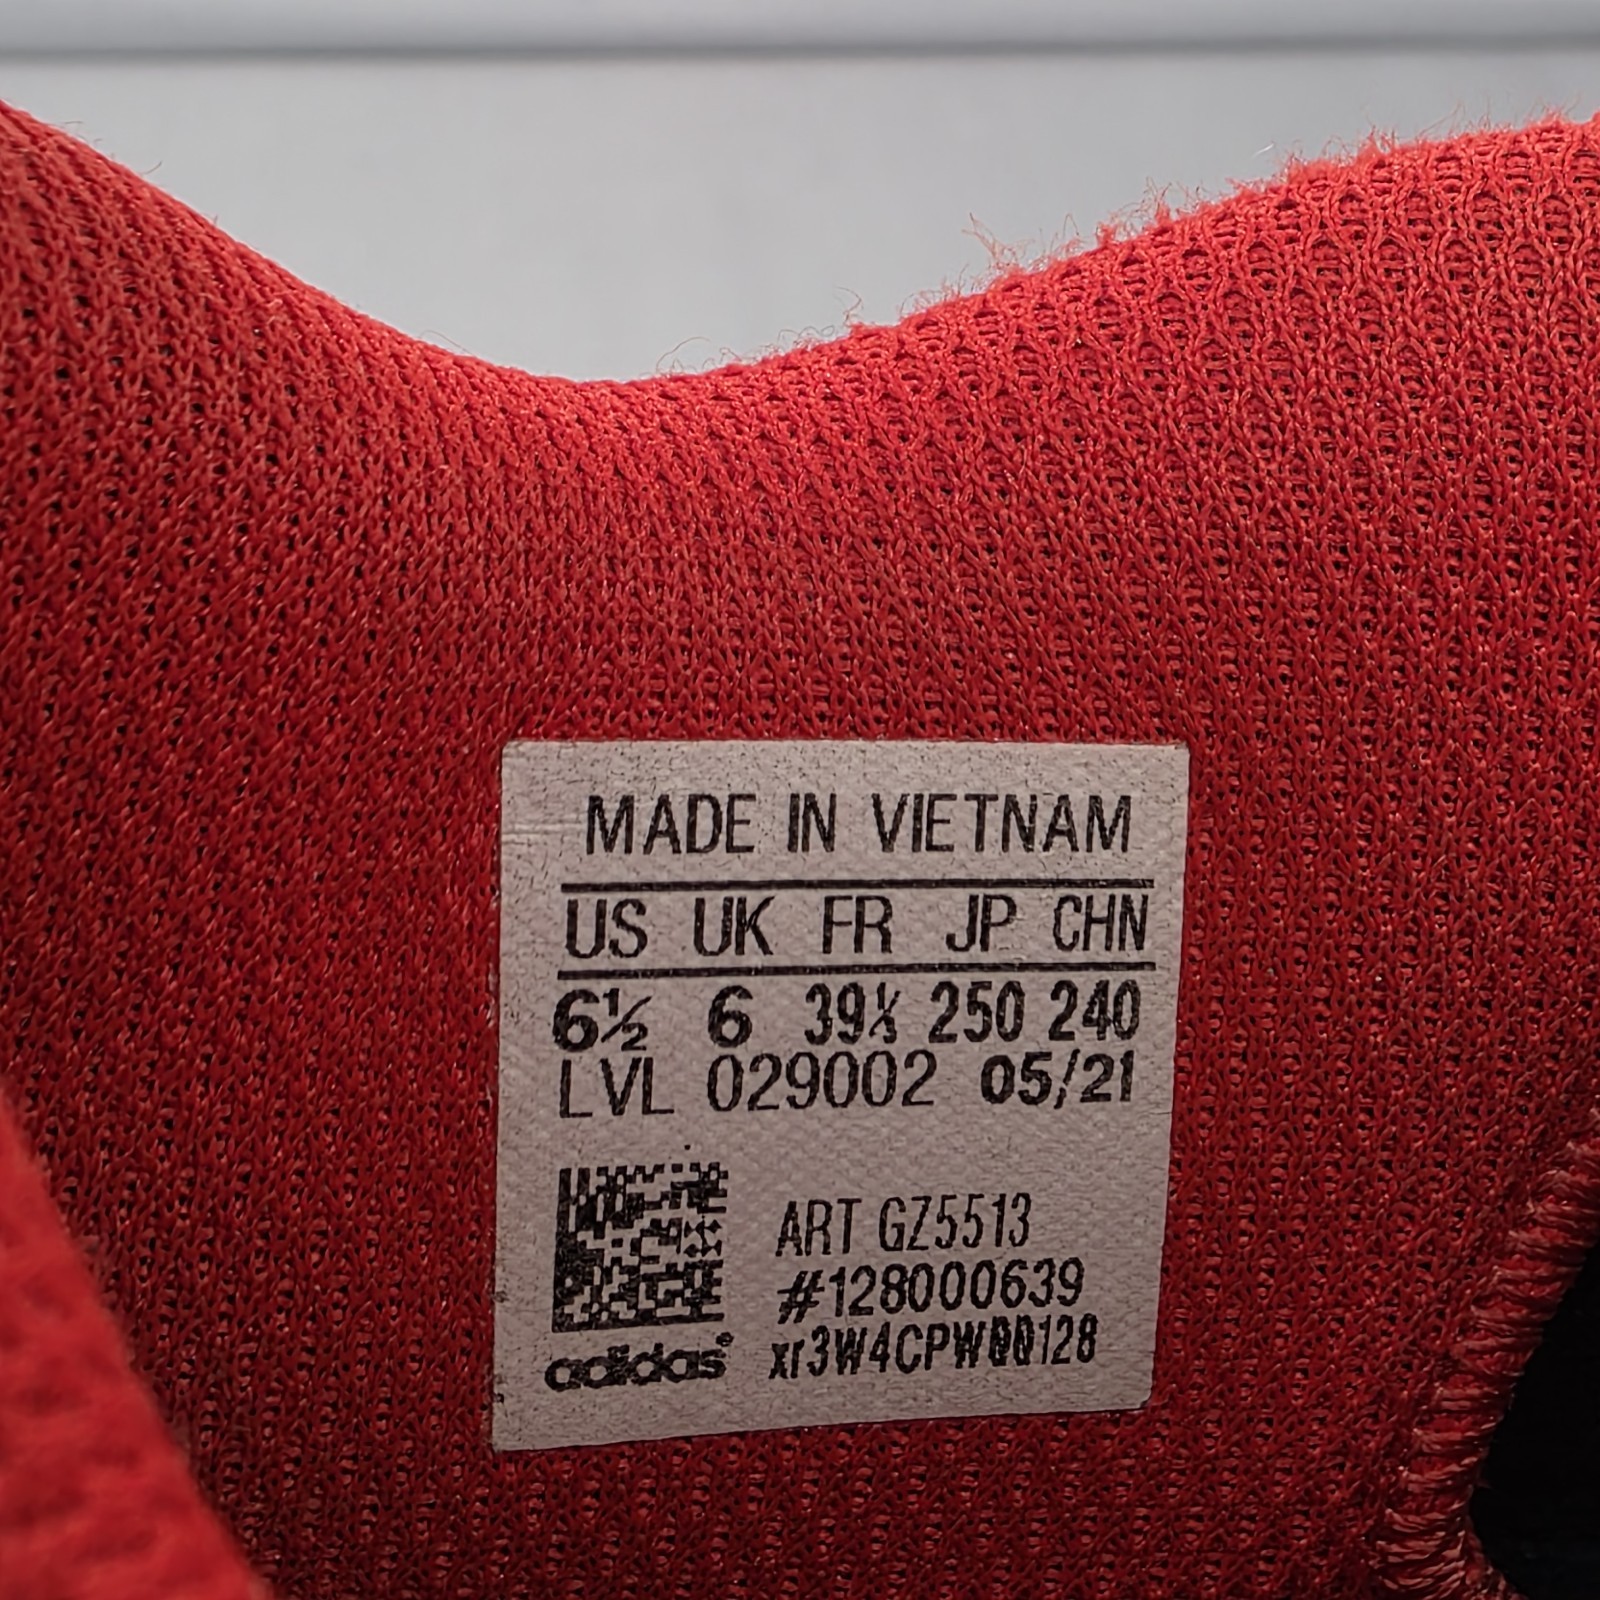 MADE IN VIETNAM
US UK FR JP CHN
6½ 6 39⅓ 250 240
LVL 029002 05/21
ART GZ5513
#128000639
xr3W4CPW00128
adidas®